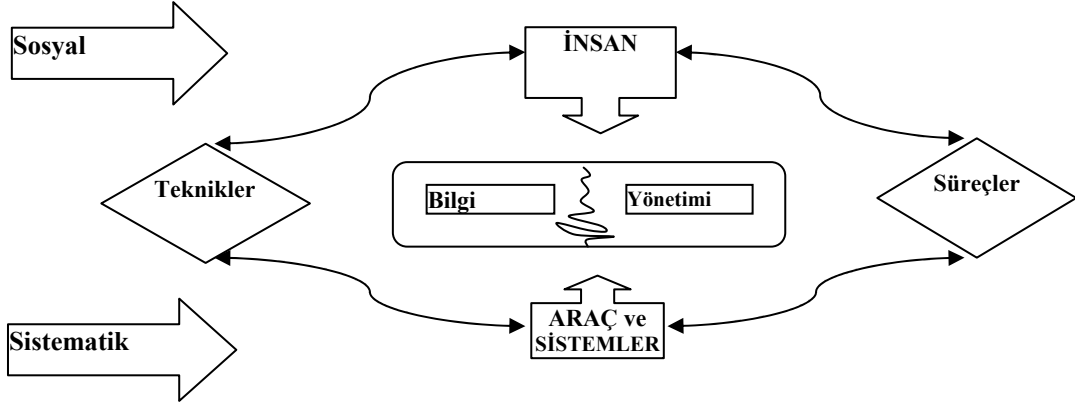 Sosyal
İNSAN
Teknikler
Bilgi
Yönetimi
Süreçler
Sistematik
ARAÇ ve
SİSTEMLER